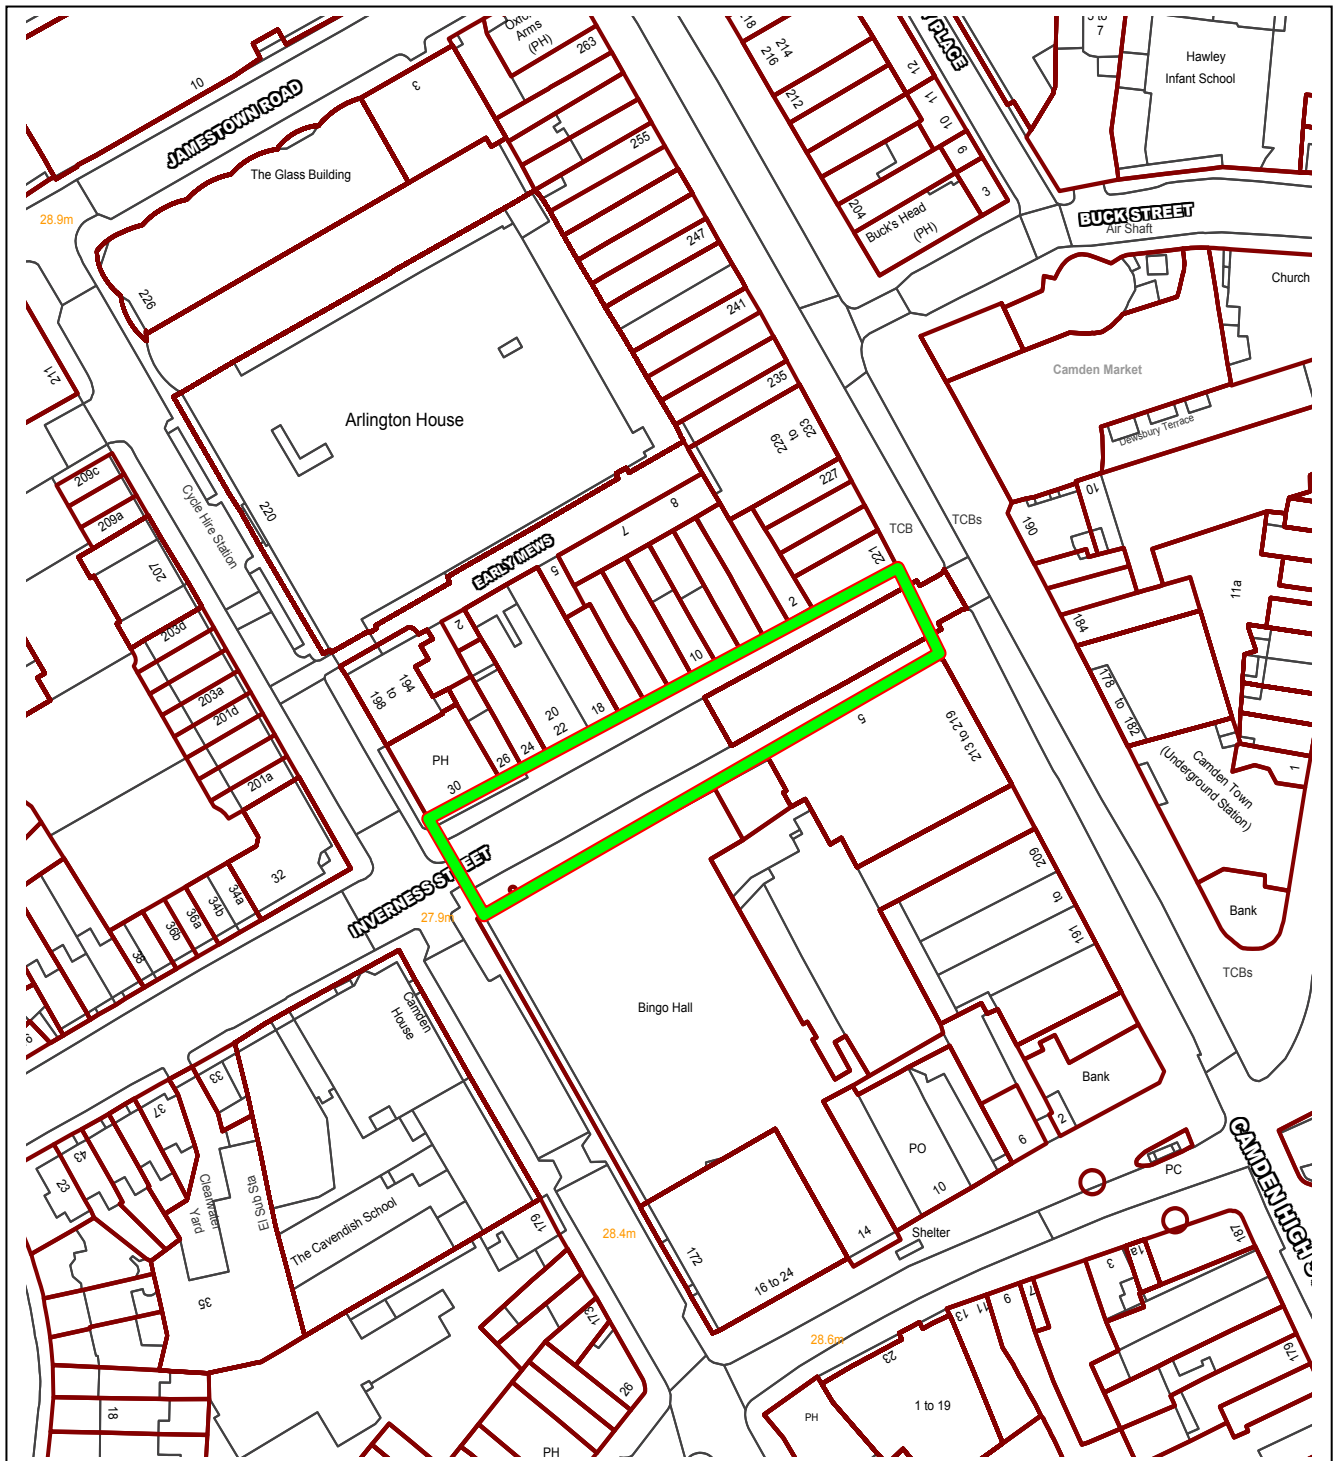 10
JAMESTOWN ROAD
3
The Glass Building
28.9m
226
211
Oxford
Arms
(PH)
263
255
247
241
235
233
to
229
227
221
218
214
216
212
204
12
11
10
9
3
Buck's Head
(PH)
PLACE
7
Hawley
Infant School
BUCK STREET
Air Shaft
Church
Camden Market
Dewsbury Terrace
Arlington House
220
Cycle Hire Station
209c
209a
207
203d
203a
201d
201a
EARLY MEWS
8
7
5
2
2
10
18
20
22
24
26
30
194
to
198
PH
TCB
TCBs
190
10
184
178
to
182
11a
1
Camden Town
(Underground Station)
Bank
TCBs
5
213 to 219
209
to
191
32
34a
34b
36a
36b
38
INVERNESS STREET
27.9m
Camden
House
Bingo Hall
33
37
43
23
Clearwater
Yard
El Sub Sta
The Cavendish School
35
179
173
26
18
PH
28.4m
172
16 to 24
14
PO
10
6
2
Bank
Shelter
PC
CAMDEN HIGH S
28.6m
187
1a
3
7
9
11
13
23
1 to 19
PH
179